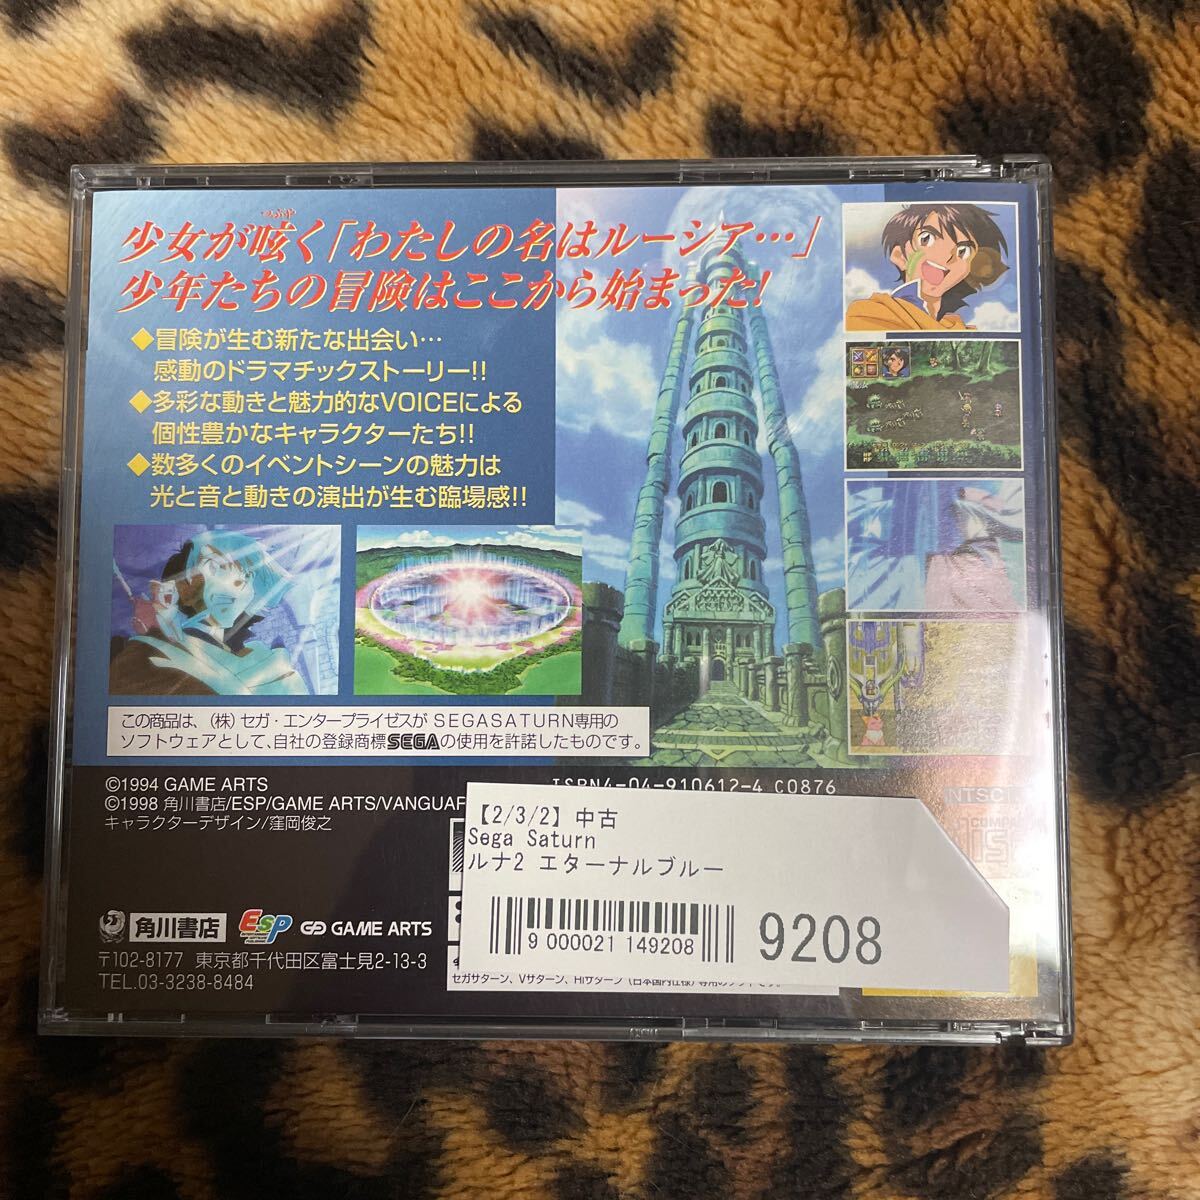 少女が呟く「わたしの名はルーシア…」
つぶや
少年たちの冒険はここから始まった!
◆冒険が生む新たな出会い…
感動のドラマチックストーリー!!
◆多彩な動きと魅力的なVOICEによる
個性豊かなキャラクターたち!!
◆数多くのイベントシーンの魅力は
光と音と動きの演出が生む臨場感!!
この商品は、(株)セガ・エンタープライゼスがSEGASATURN専用の
ソフトウェアとして、自社の登録商標SEGAの使用を許諾したものです。
©1994 GAME ARTS
©1998 角川書店/ESP/GAME ARTS/VANGUAR
キャラクターデザイン/窪岡俊之
ISBN4-04-910612-4 C0876
NTSC
【2/3/2】中古
Sega Saturn
ルナ2 エターナルブルー
9 000021 149208
9208
角川書店 ESP GAME ARTS
〒102-8177 東京都千代田区富士見2-13-3
TEL.03-3238-8484
セガサターン、Vサターン、Hiサターン(日本国内仕様)専用のソフトです。